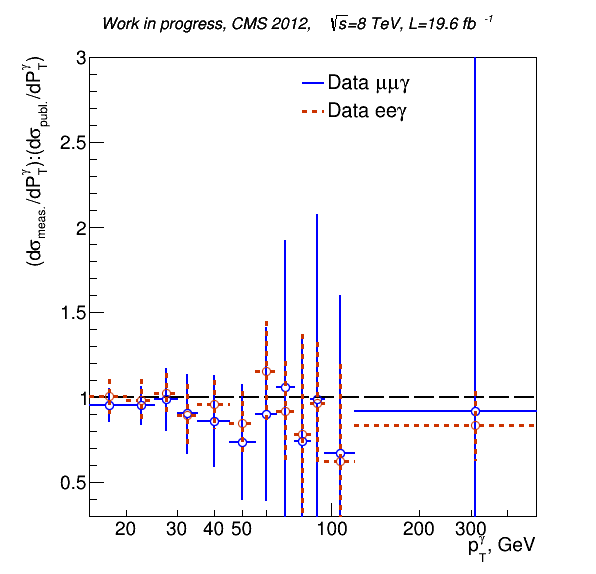 Work in progress, CMS 2012, √s=8 TeV, L=19.6 fb⁻¹
(dσmeas./dPTγ):(dσpubl./dPTγ)
3
2.5
2
1.5
1
0.5
Data μμγ
Data eeγ
20 30 40 50 100 200 300
pTγ, GeV